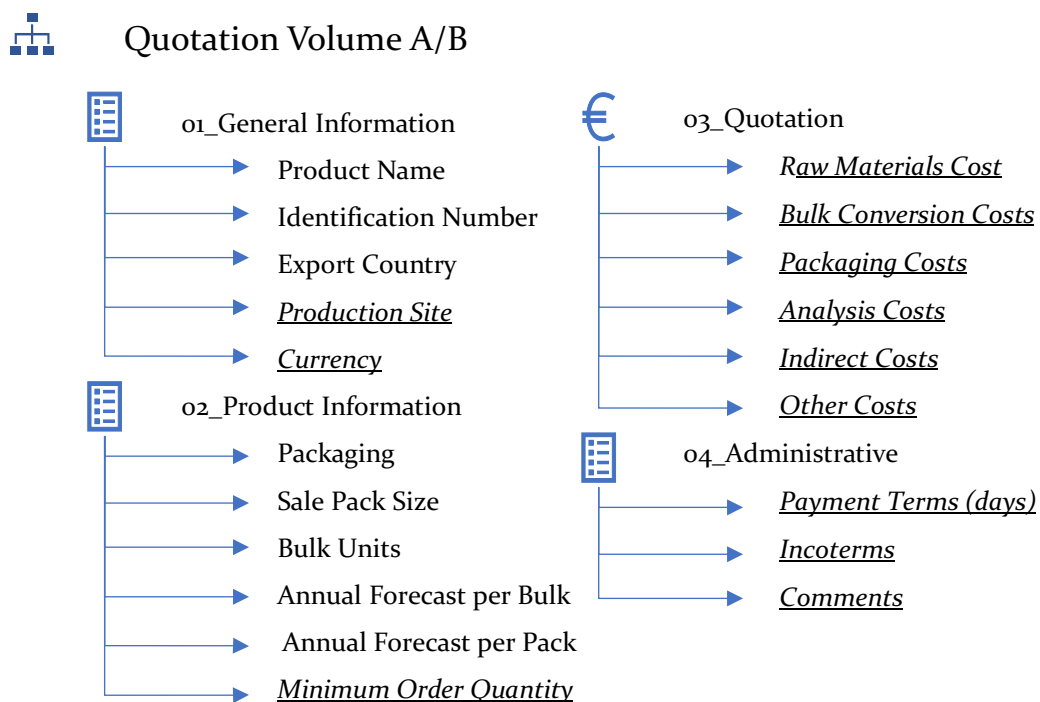 Quotation Volume A/B
01_General Information
Product Name
Identification Number
Export Country
Production Site
Currency
02_Product Information
Packaging
Sale Pack Size
Bulk Units
Annual Forecast per Bulk
Annual Forecast per Pack
Minimum Order Quantity
03_Quotation
Raw Materials Cost
Bulk Conversion Costs
Packaging Costs
Analysis Costs
Indirect Costs
Other Costs
04_Administrative
Payment Terms (days)
Incoterms
Comments